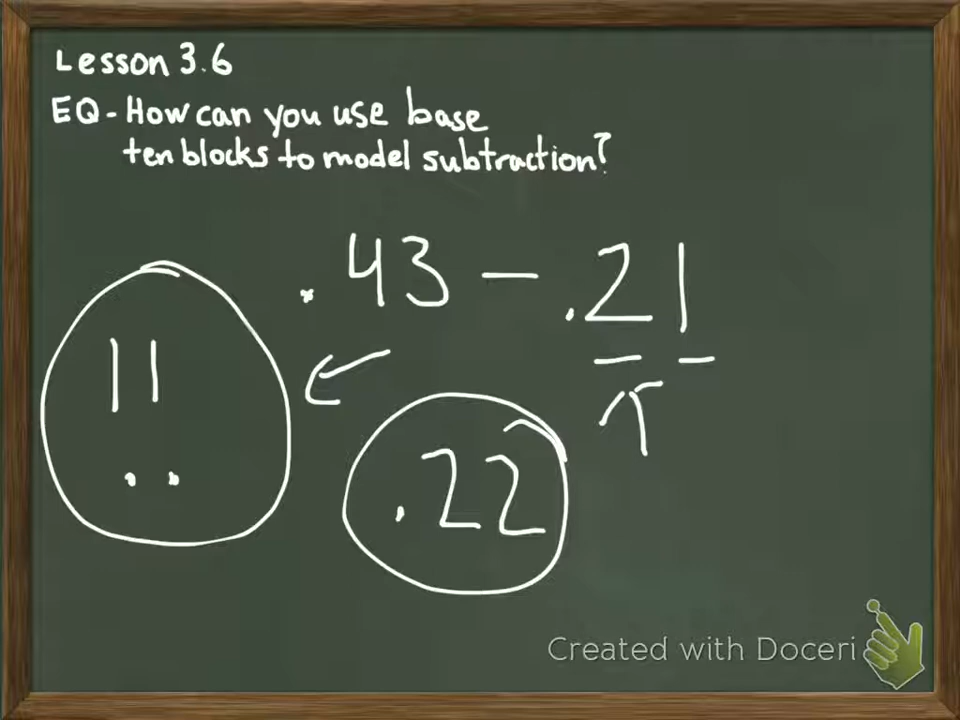 Lesson 3.6
EQ - How can you use base
ten blocks to model subtraction?
.43 - .21
.22
Created with Doceri